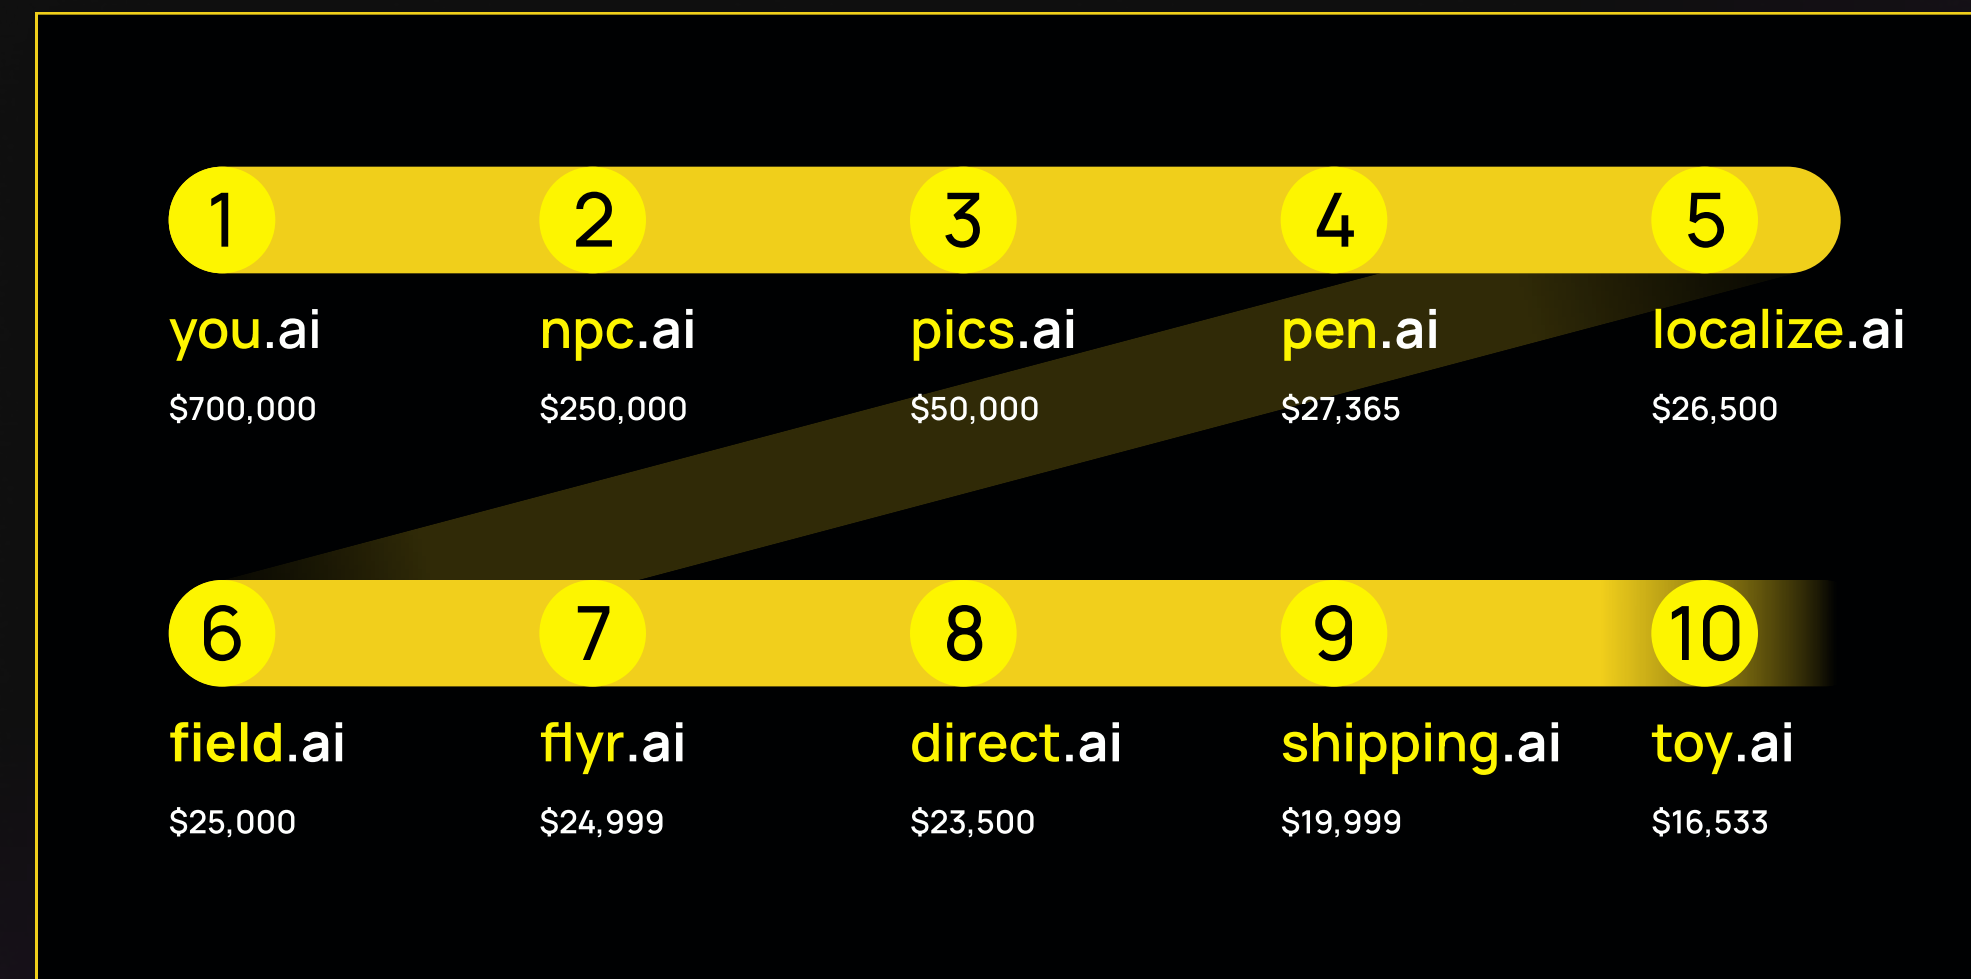 1 2 3 4 5
you.ai npc.ai pics.ai pen.ai localize.ai
$700,000 $250,000 $50,000 $27,365 $26,500
6 7 8 9 10
field.ai flyr.ai direct.ai shipping.ai toy.ai
$25,000 $24,999 $23,500 $19,999 $16,533